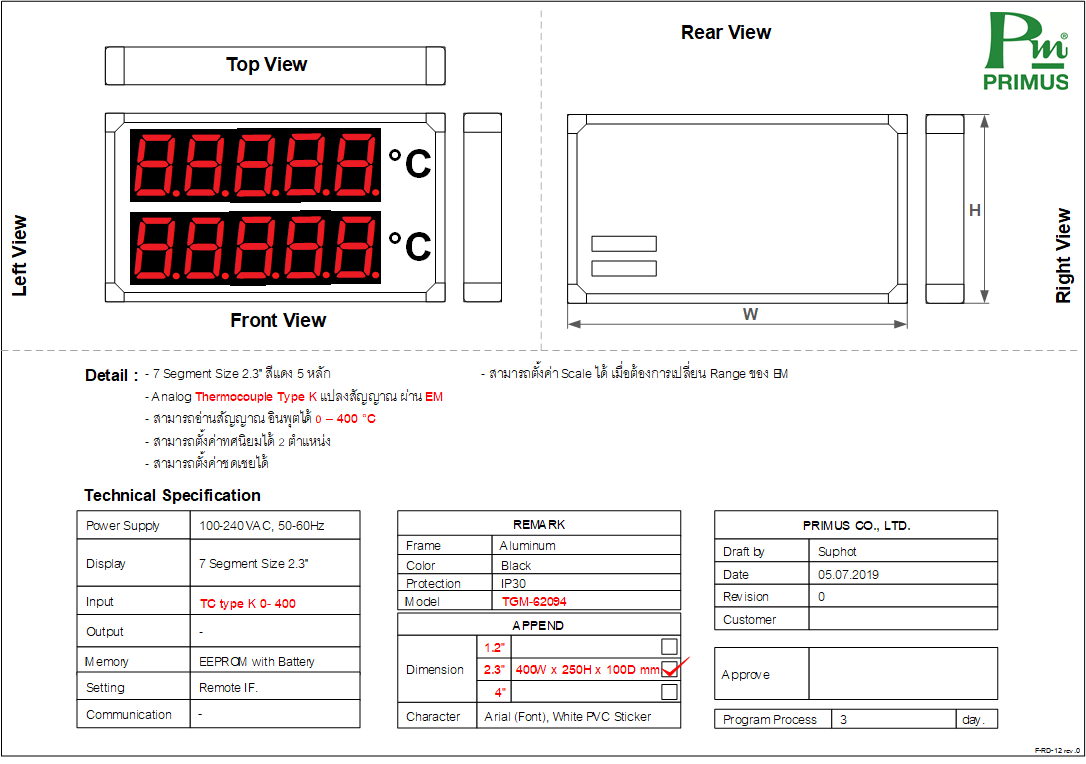 Rear View
Pm®
PRIMUS
Top View
8.8.8.8.8. °C
8.8.8.8.8. °C
Left View
Front View
H
W
Right View
Detail : - 7 Segment Size 2.3" สีแดง 5 หลัก
- Analog Thermocouple Type K แปลงสัญญาณ ผ่าน EM
- สามารถอ่านสัญญาณ อินพุตได้ 0 – 400 °C
- สามารถตั้งค่าทศนิยมได้ 2 ตำแหน่ง
- สามารถตั้งค่าชดเชยได้
- สามารถตั้งค่า Scale ได้ เมื่อต้องการเปลี่ยน Range ของ EM
Technical Specification
Power Supply 100-240VAC, 50-60Hz
Display 7 Segment Size 2.3"
Input TC type K 0- 400
Output -
Memory EEPROM with Battery
Setting Remote IF.
Communication -
REMARK
Frame Aluminum
Color Black
Protection IP30
Model TGM-62094
APPEND
Dimension
1.2"
2.3" 400W x 250H x 100D mm
4"
Character Arial (Font), White PVC Sticker
PRIMUS CO., LTD.
Draft by Suphot
Date 05.07.2019
Revision 0
Customer
Approve
Program Process 3 day.
F-RD-12 rev.0